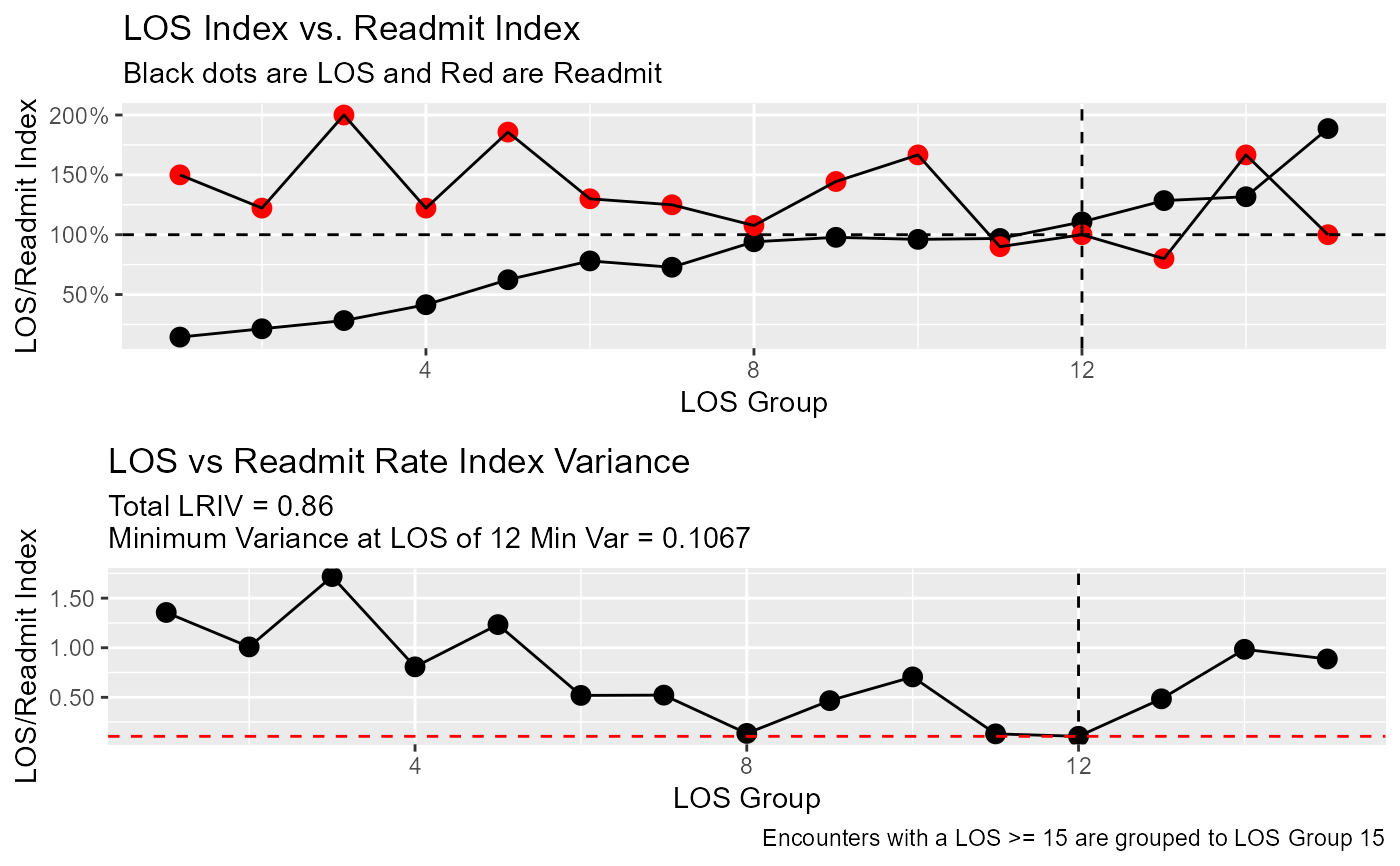 LOS Index vs. Readmit Index
Black dots are LOS and Red are Readmit
LOS/Readmit Index
200%
150%
100%
50%
4 8 12
LOS Group
LOS vs Readmit Rate Index Variance
Total LRIV = 0.86
Minimum Variance at LOS of 12 Min Var = 0.1067
LOS/Readmit Index
1.50
1.00
0.50
4 8 12
LOS Group
Encounters with a LOS >= 15 are grouped to LOS Group 15